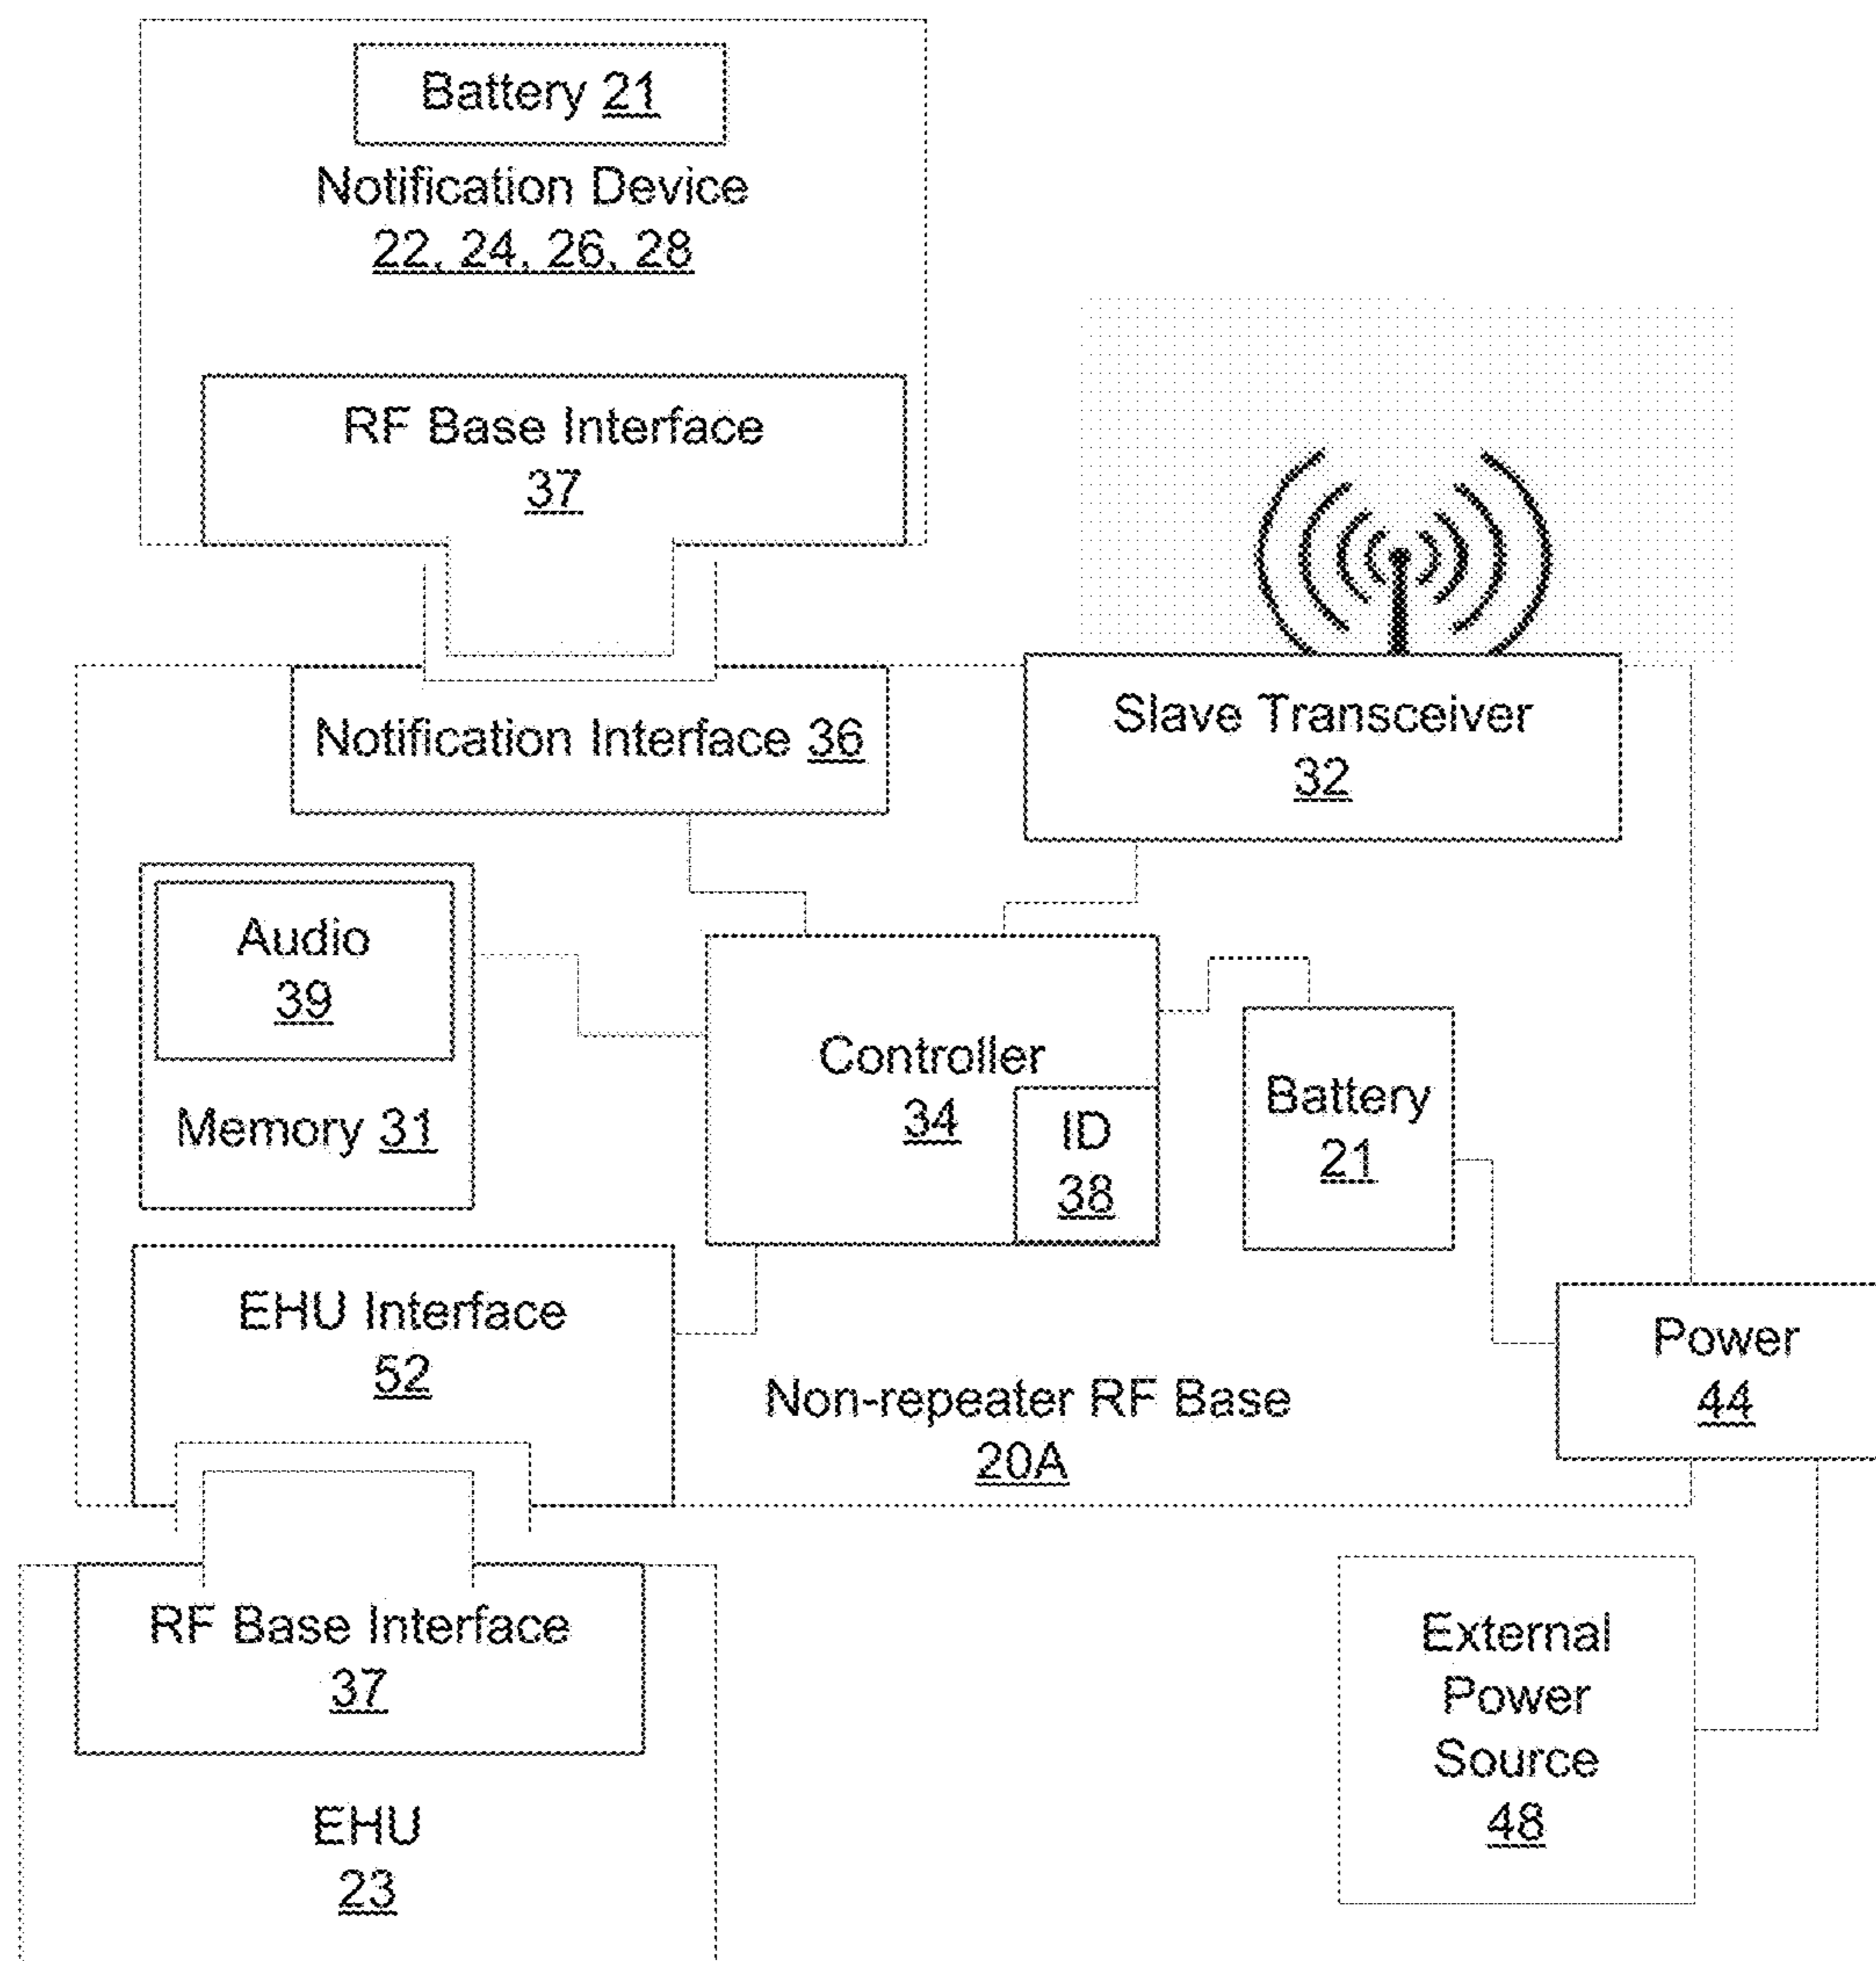 Battery 21
Notification Device
22, 24, 26, 28
RF Base Interface
37
Notification Interface 36
Slave Transceiver
32
Audio
39
Memory 31
Controller
34
ID
38
Battery
21
EHU Interface
52
Non-repeater RF Base
20A
Power
44
RF Base Interface
37
EHU
23
External
Power
Source
48